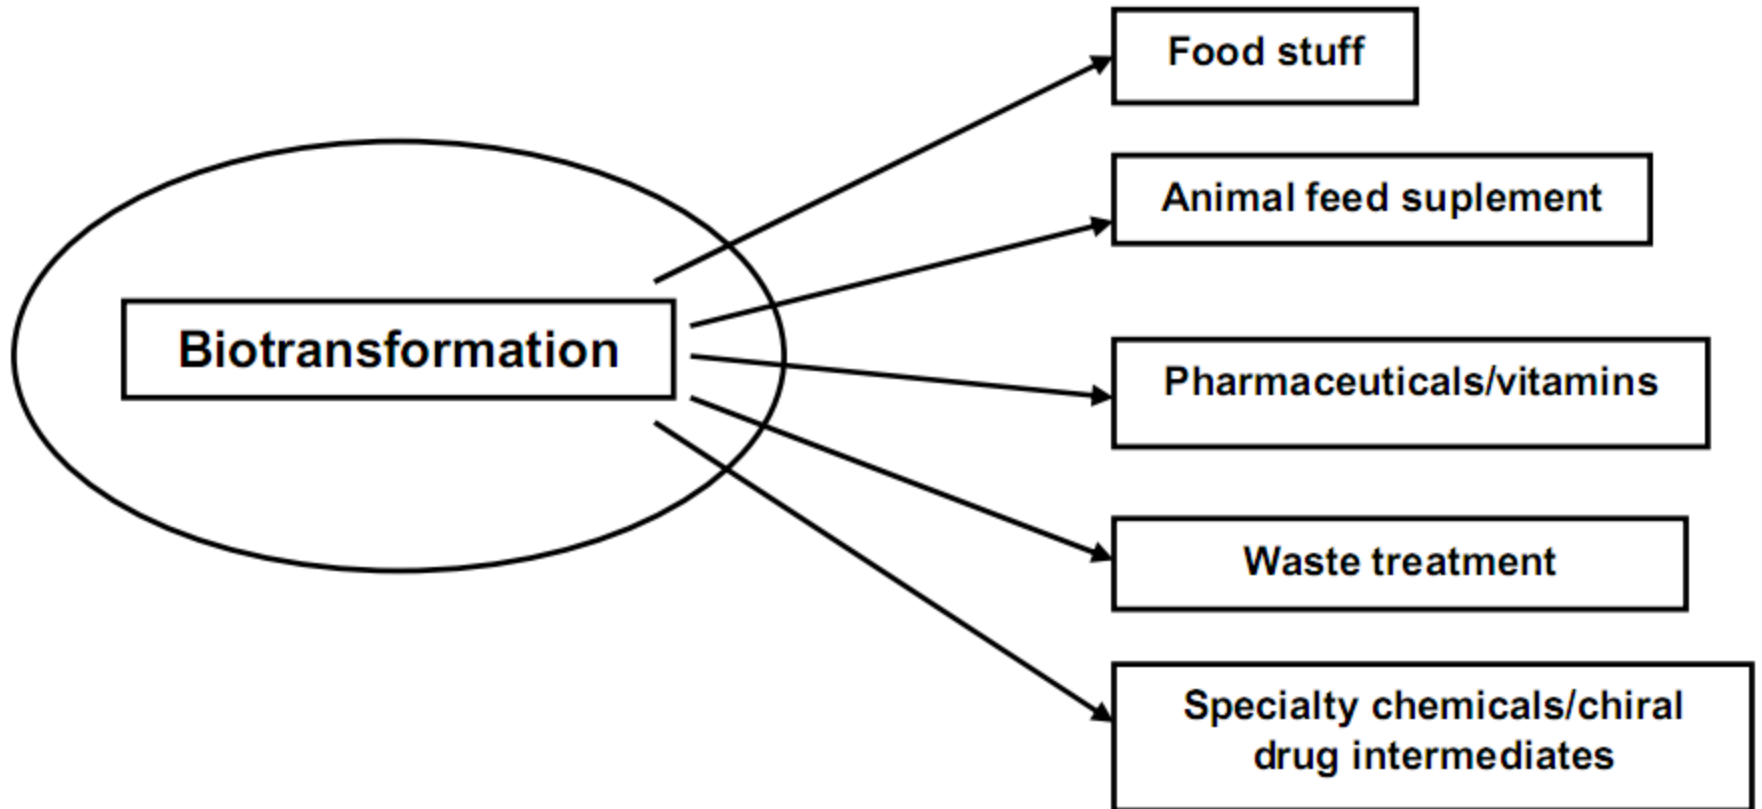 Food stuff
Animal feed suplement
Biotransformation
Pharmaceuticals/vitamins
Waste treatment
Specialty chemicals/chiral
drug intermediates